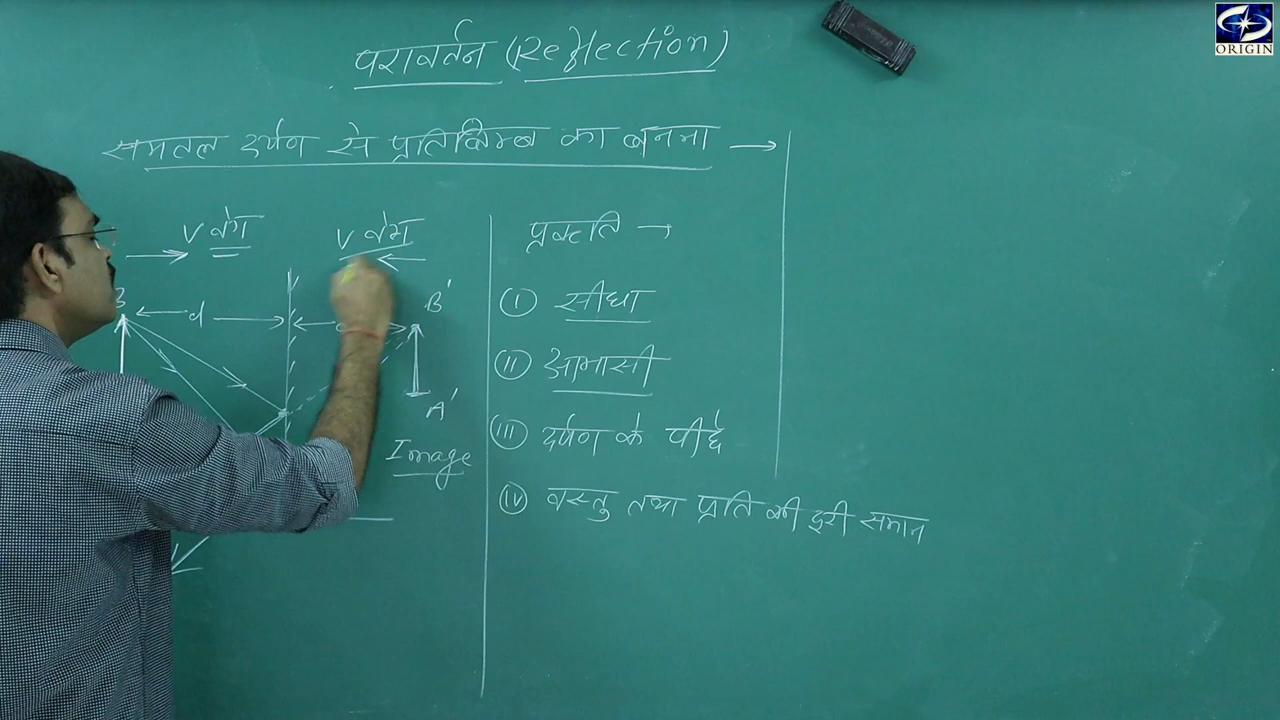 परावर्तन (Reflection)
समतल दर्पण से प्रतिबिम्ब का बनना →
V वेग
V वेग
B
d
B'
A'
Image
प्रकृति →
(I) सीधा
(II) आभासी
(III) दर्पण के पीछे
(IV) वस्तु तथा प्रति की दूरी समान
ORIGIN